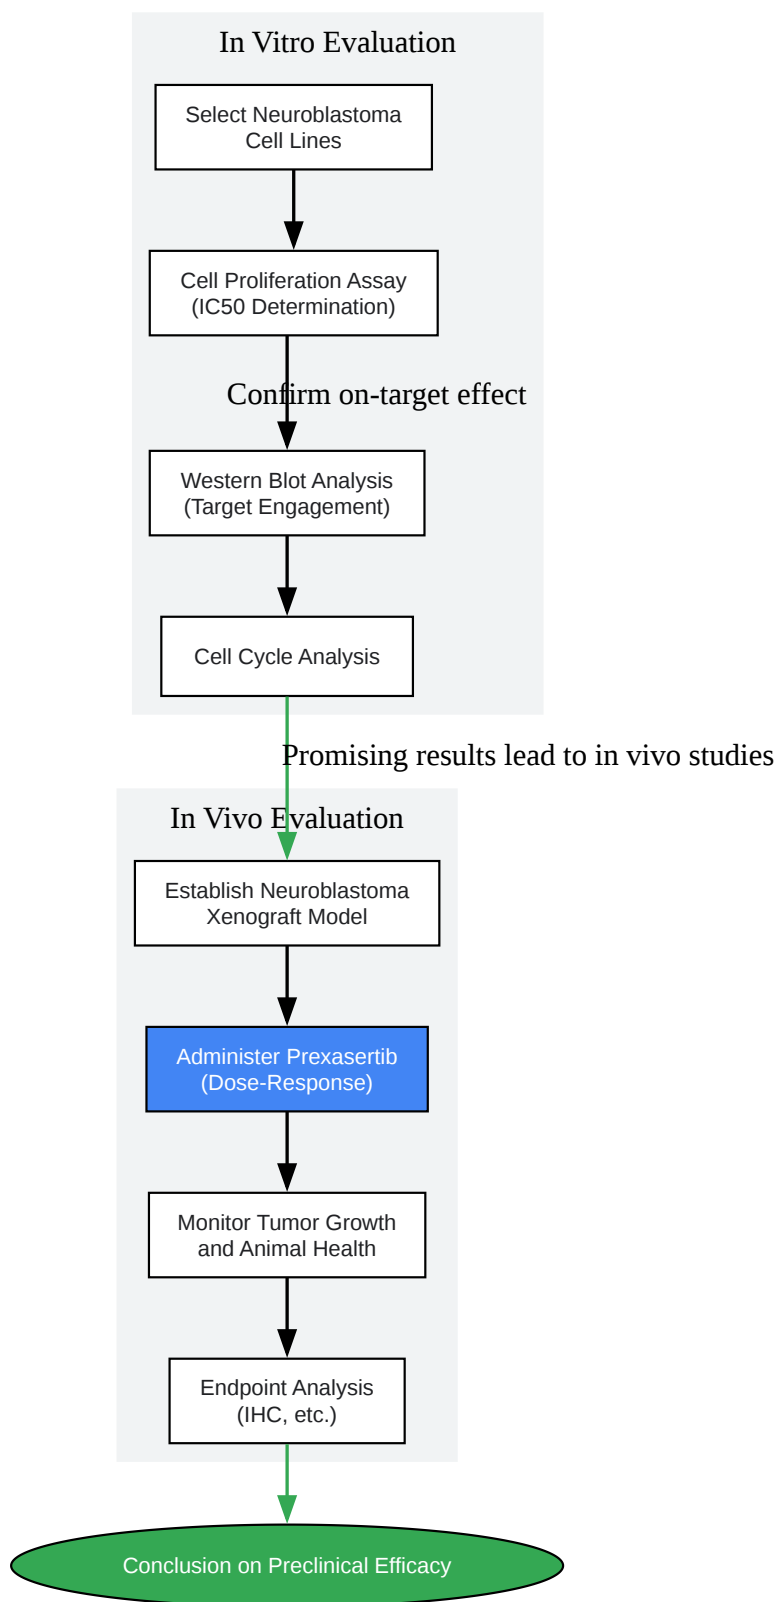 In Vitro Evaluation
Select Neuroblastoma
Cell Lines
Cell Proliferation Assay
(IC50 Determination)
Confirm on-target effect
Western Blot Analysis
(Target Engagement)
Cell Cycle Analysis
Promising results lead to in vivo studies
In Vivo Evaluation
Establish Neuroblastoma
Xenograft Model
Administer Prexasertib
(Dose-Response)
Monitor Tumor Growth
and Animal Health
Endpoint Analysis
(IHC, etc.)
Conclusion on Preclinical Efficacy